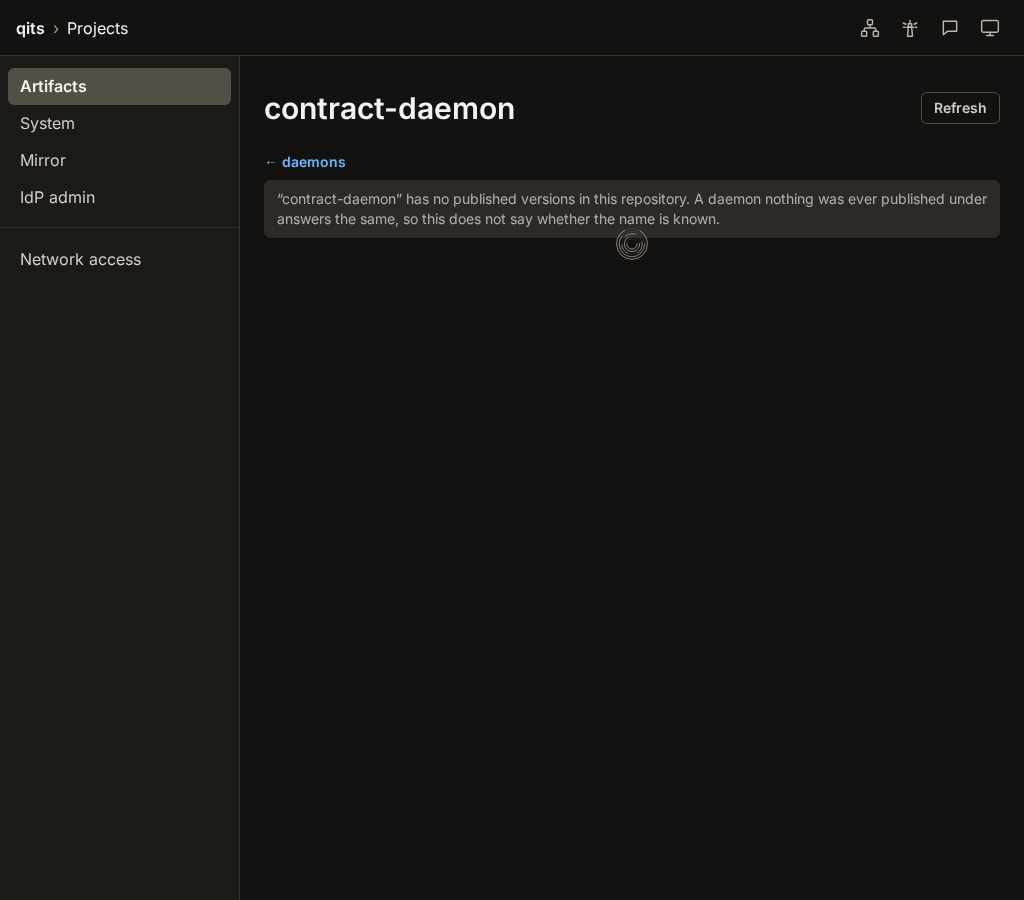 qits › Projects
Artifacts
System
Mirror
IdP admin
Network access
contract-daemon
Refresh
← daemons
“contract-daemon” has no published versions in this repository. A daemon nothing was ever published under
answers the same, so this does not say whether the name is known.